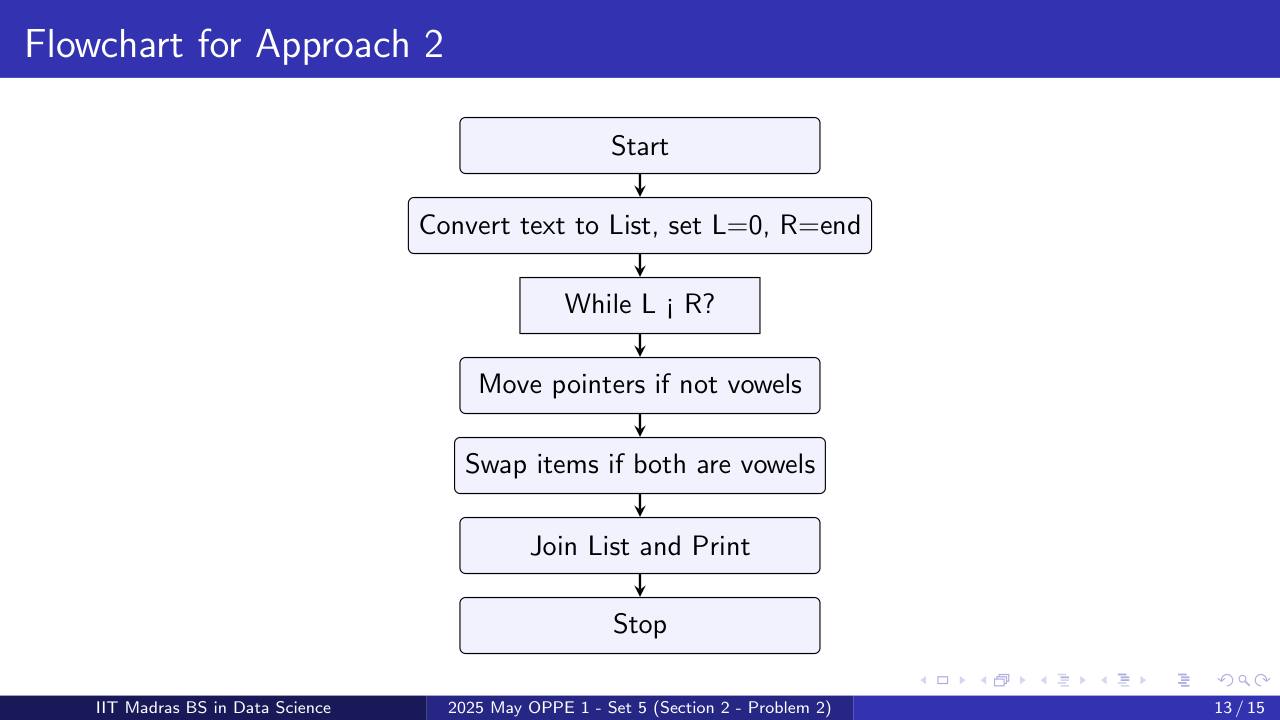 Flowchart for Approach 2
Start
Convert text to List, set L=0, R=end
While L ¡ R?
Move pointers if not vowels
Swap items if both are vowels
Join List and Print
Stop
IIT Madras BS in Data Science
2025 May OPPE 1 - Set 5 (Section 2 - Problem 2)
13 / 15